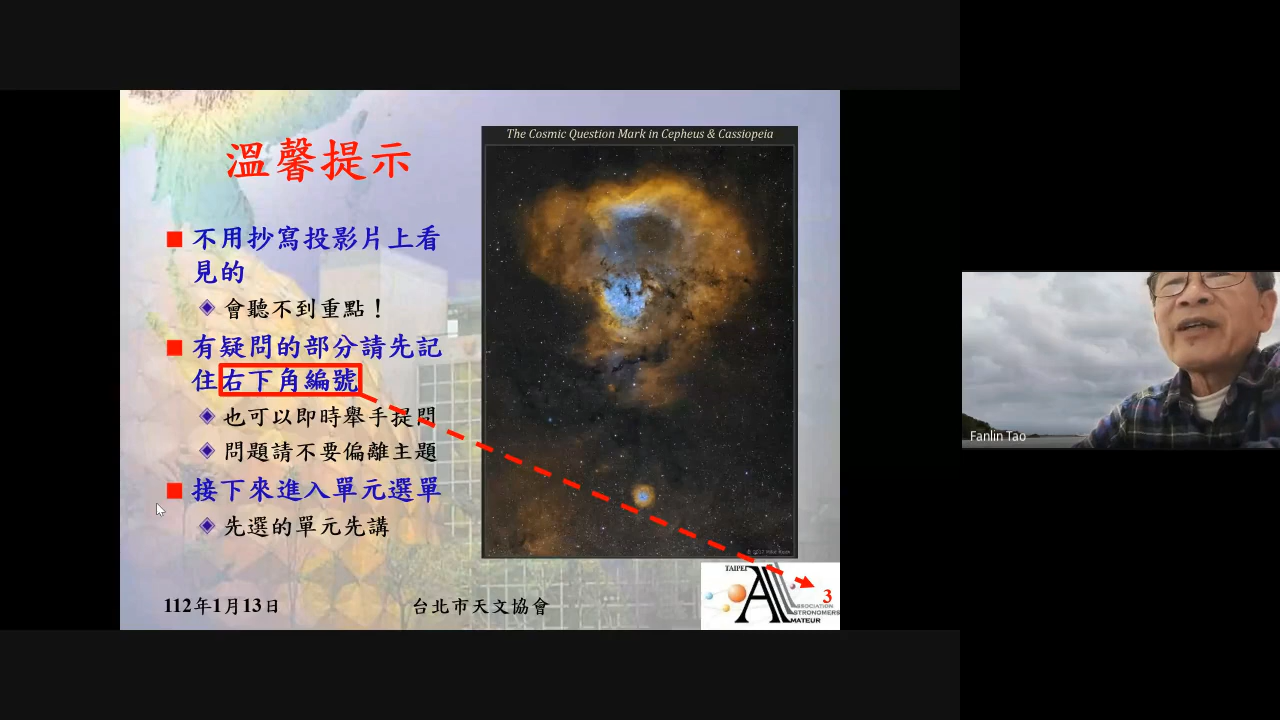 溫馨提示
The Cosmic Question Mark in Cepheus & Cassiopeia
不用抄寫投影片上看
見的
會聽不到重點！
有疑問的部分請先記
住右下角編號
也可以即時舉手提問
問題請不要偏離主題
接下來進入單元選單
先選的單元先講
112年1月13日
台北市天文協會
TAIPEI
3
ASSOCIATION
ASTRONOMERS
AMATEUR
Fanlin Tao